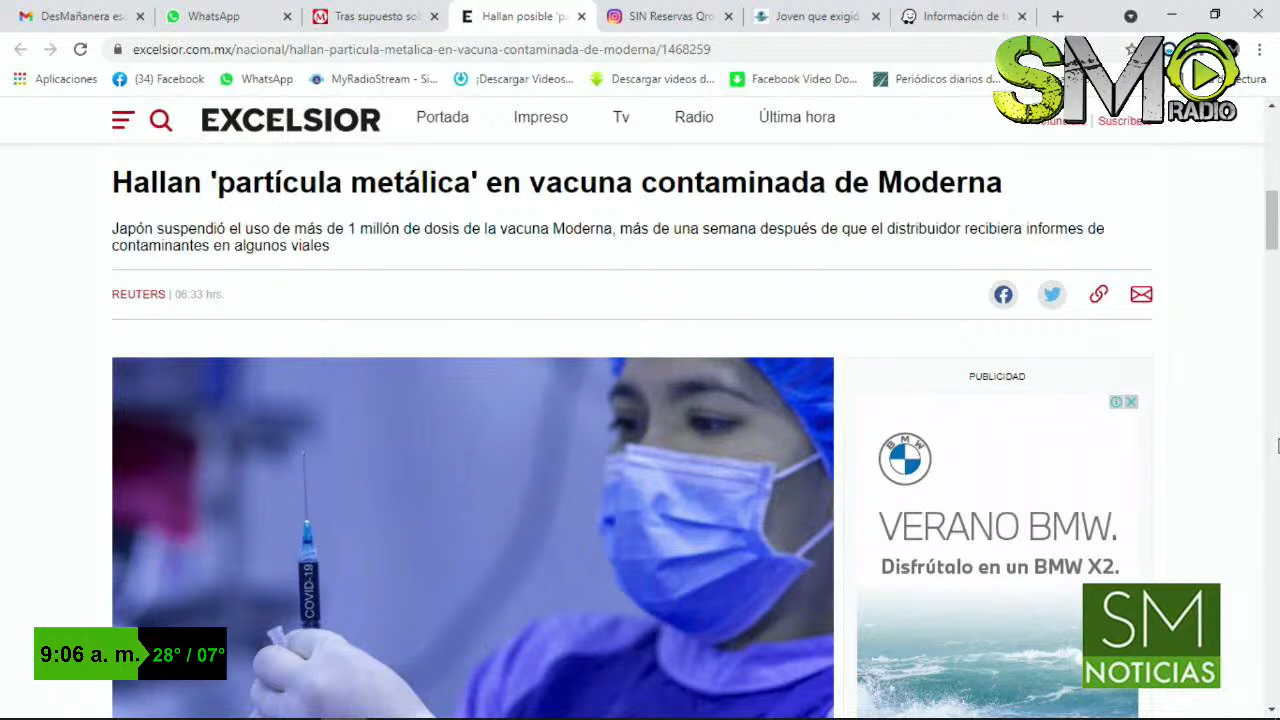 DesMañanera es
WhatsApp
Tras supuesto sob
Hallan posible 'pa
SIN Reservas Qro
Joven que exigió
Información de tu
excelsior.com.mx/nacional/hallan-particula-metalica-en-vacuna-contaminada-de-moderna/1468259
Aplicaciones
(34) Facebook
WhatsApp
MyRadioStream - Si...
¡Descargar Videos...
Descargar videos d...
Facebook Video Do...
Periódicos diarios d...
SM
RADIO
EXCELSIOR
Portada
Impreso
Tv
Radio
Última hora
Suscríbete
Hallan 'partícula metálica' en vacuna contaminada de Moderna
Japón suspendió el uso de más de 1 millón de dosis de la vacuna Moderna, más de una semana después de que el distribuidor recibiera informes de
contaminantes en algunos viales
REUTERS | 06:33 hrs.
PUBLICIDAD
BMW
VERANO BMW.
Disfrútalo en un BMW X2.
COVID-19
9:06 a. m.
28° / 07°
SM
NOTICIAS